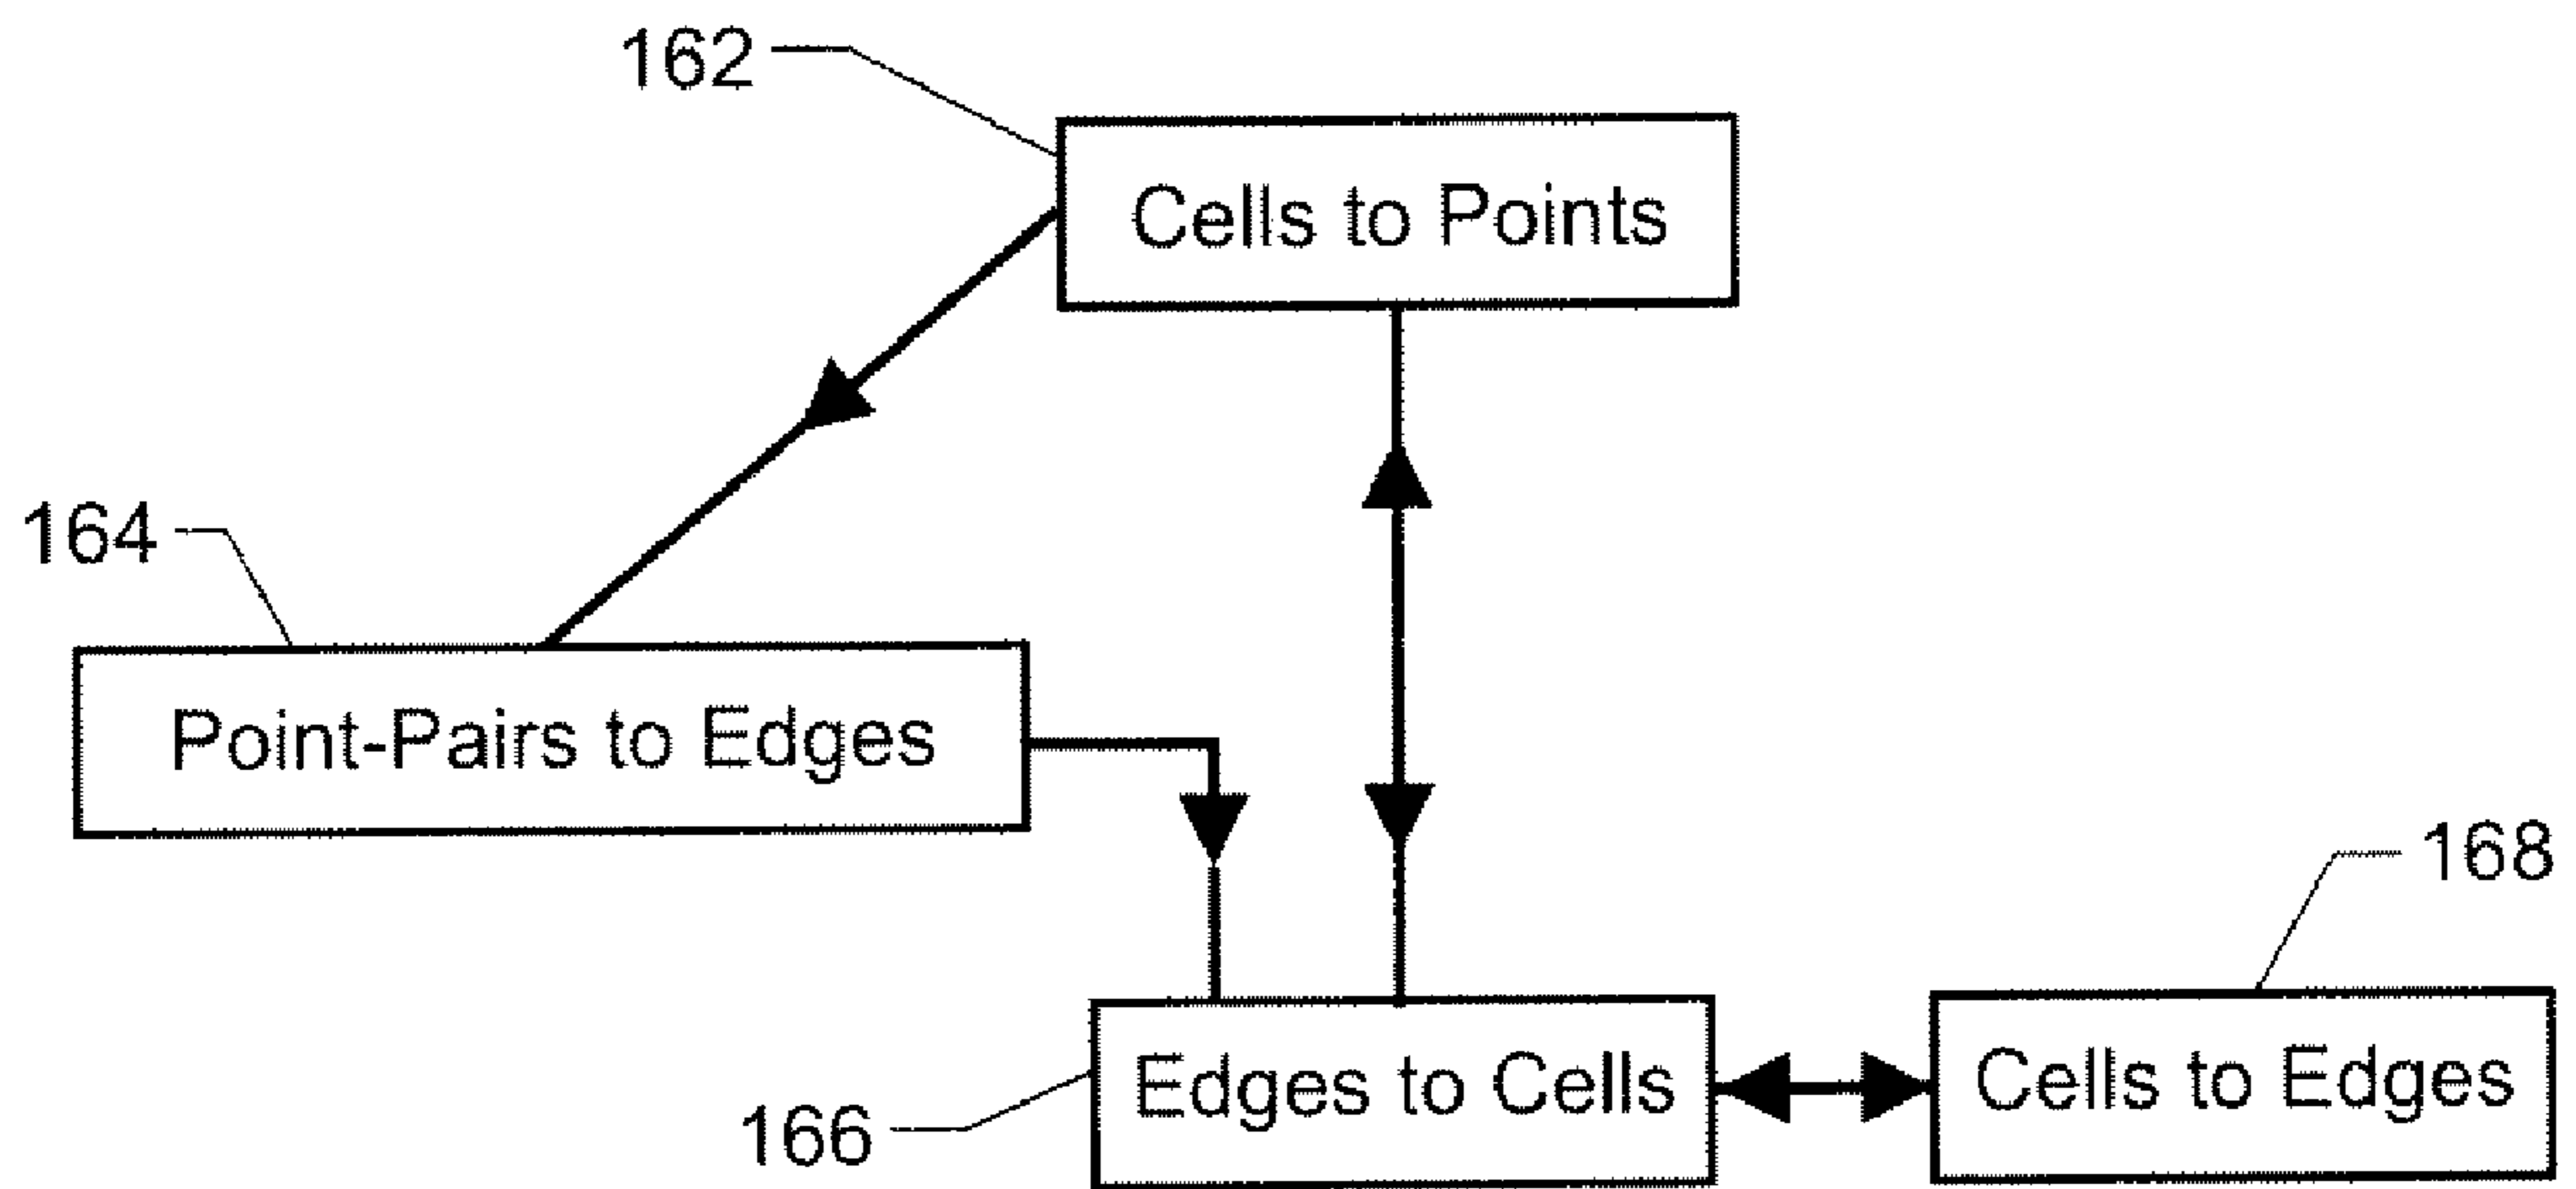 162
Cells to Points
164
Point-Pairs to Edges
168
Edges to Cells
Cells to Edges
166